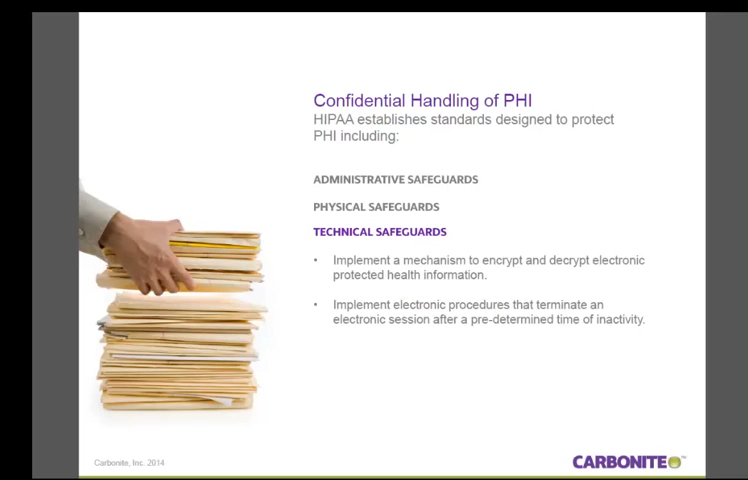 Confidential Handling of PHI
HIPAA establishes standards designed to protect
PHI including:
ADMINISTRATIVE SAFEGUARDS
PHYSICAL SAFEGUARDS
TECHNICAL SAFEGUARDS
• Implement a mechanism to encrypt and decrypt electronic
protected health information.
• Implement electronic procedures that terminate an
electronic session after a pre-determined time of inactivity.
Carbonite, Inc. 2014
CARBONITE™